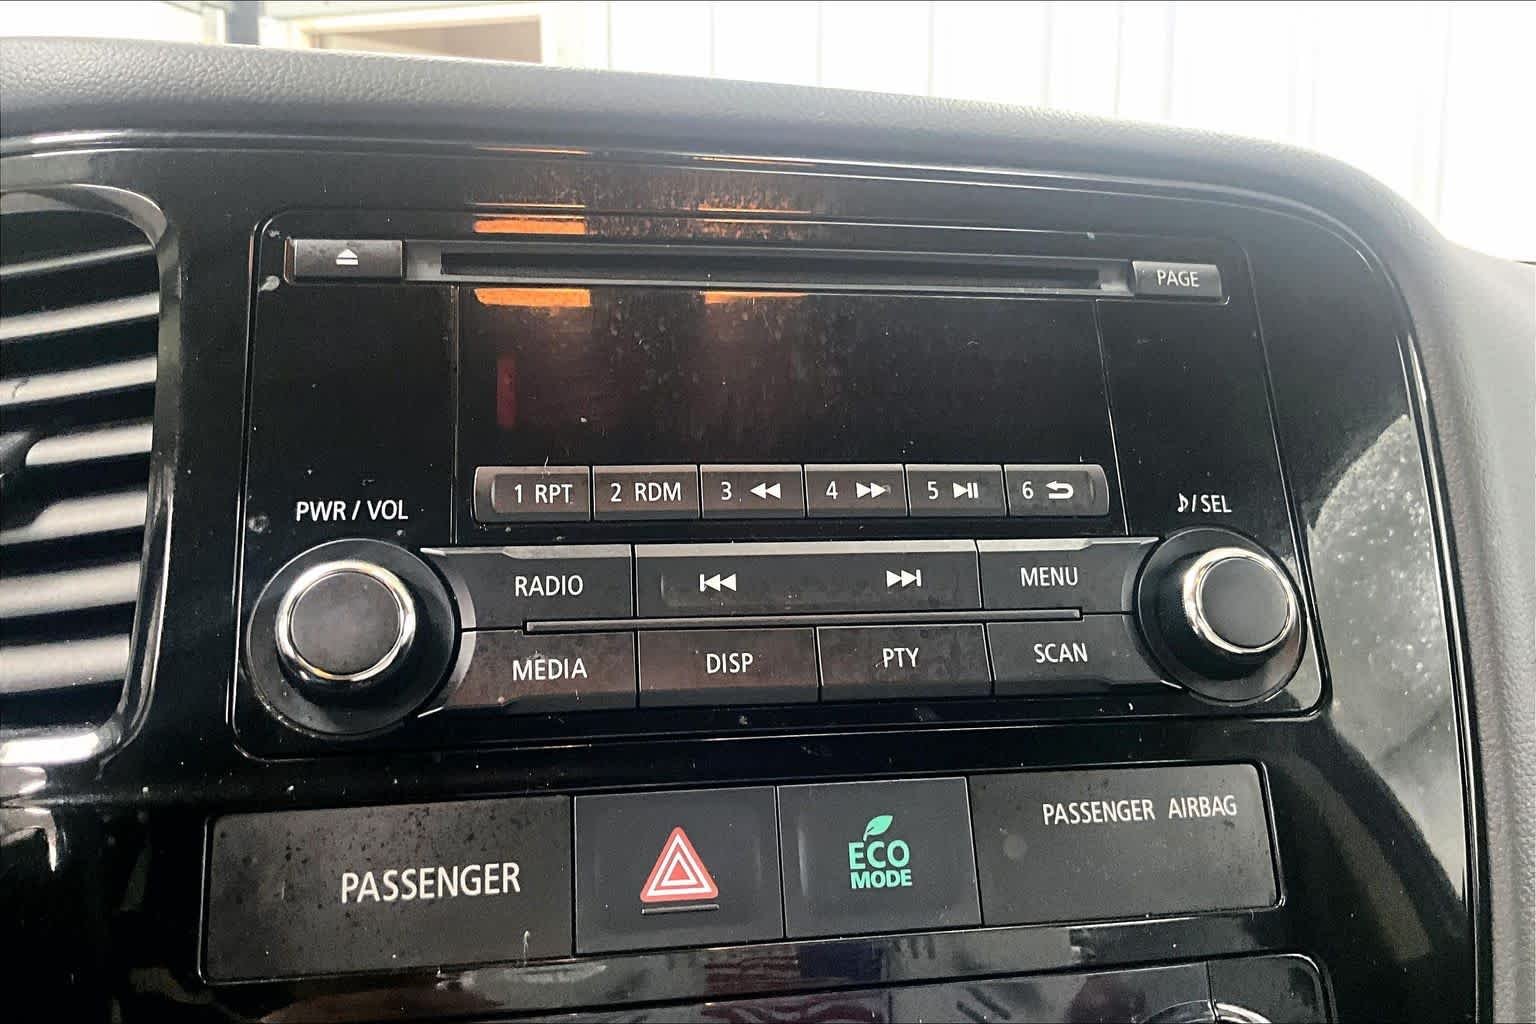 PAGE
1 RPT
2 RDM
3
4
5
6
PWR / VOL
♪/ SEL
RADIO
MENU
MEDIA
DISP
PTY
SCAN
PASSENGER
ECO
MODE
PASSENGER AIRBAG